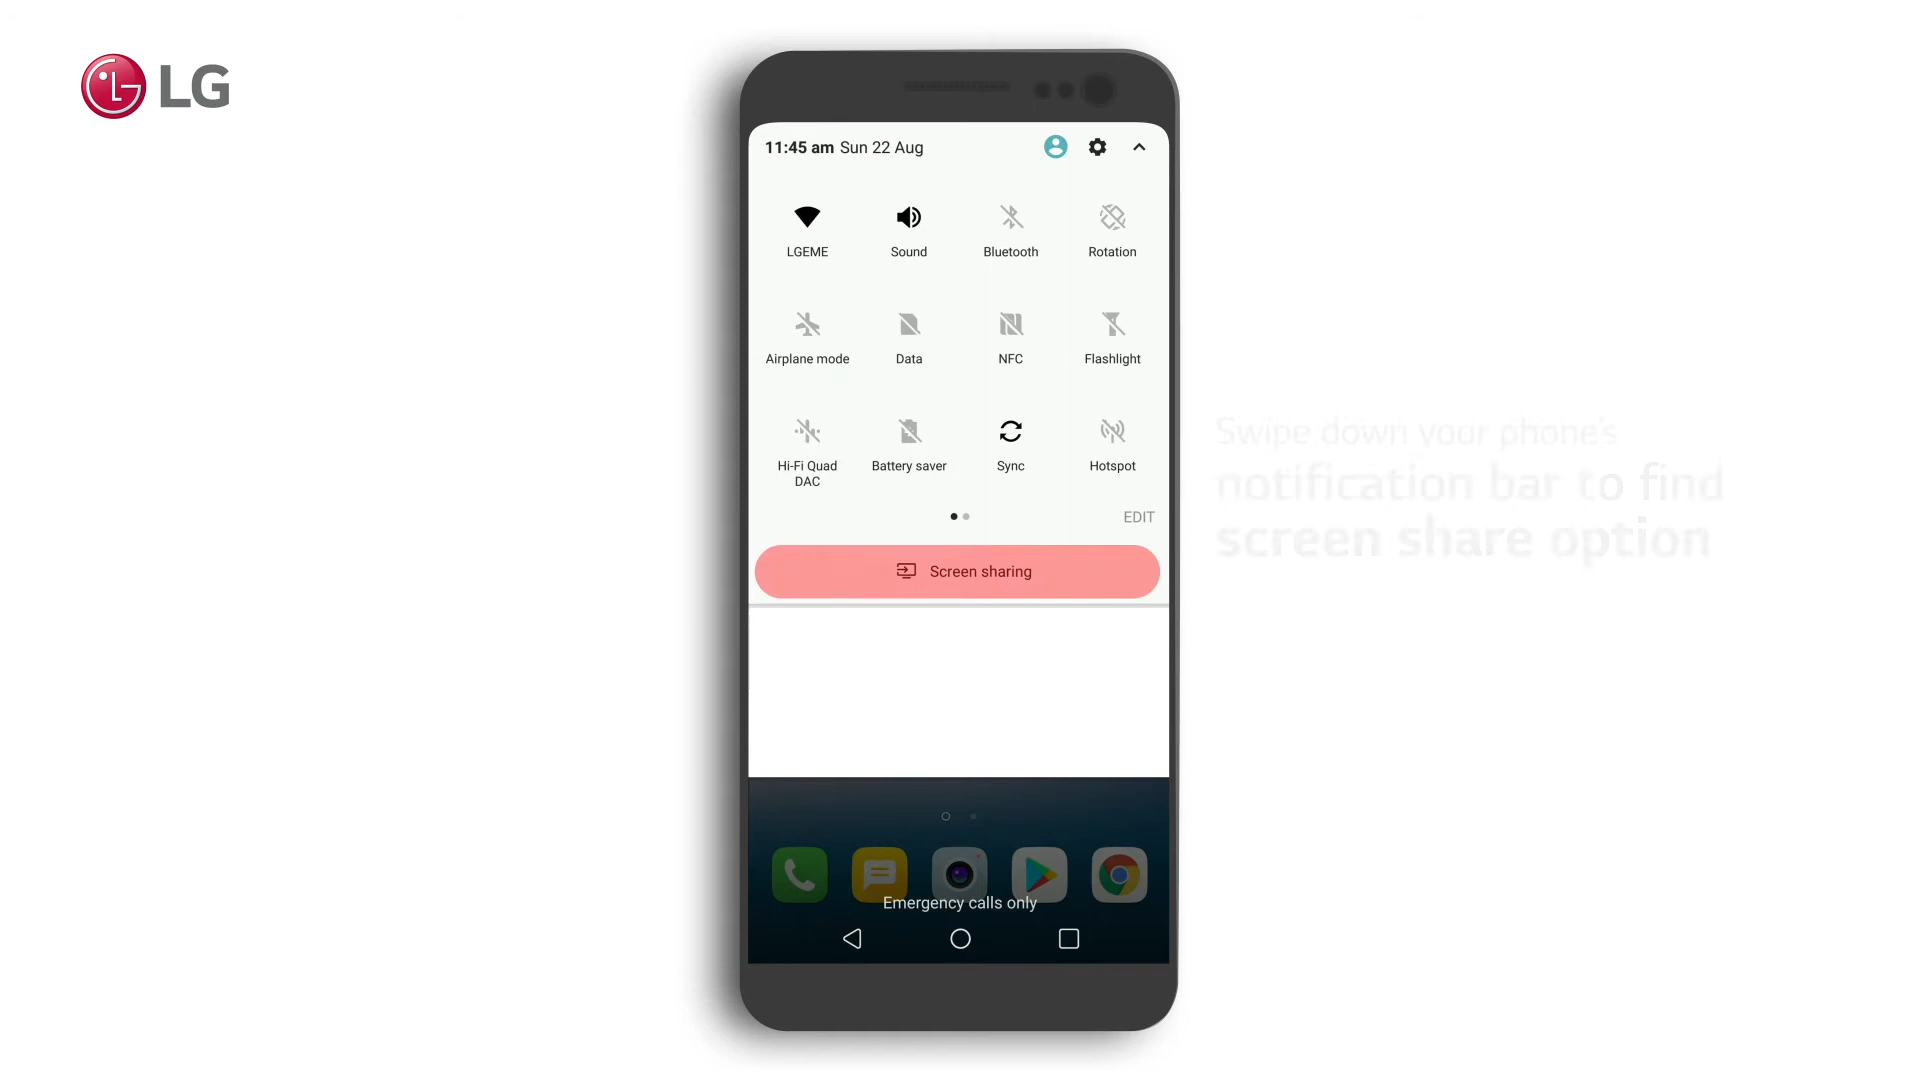 LG
11:45 am Sun 22 Aug
LGEME Sound Bluetooth Rotation
Airplane mode Data NFC Flashlight
Hi-Fi Quad DAC Battery saver Sync Hotspot
EDIT
Screen sharing
Swipe down your phone's
notification bar to find
screen share option
Emergency calls only